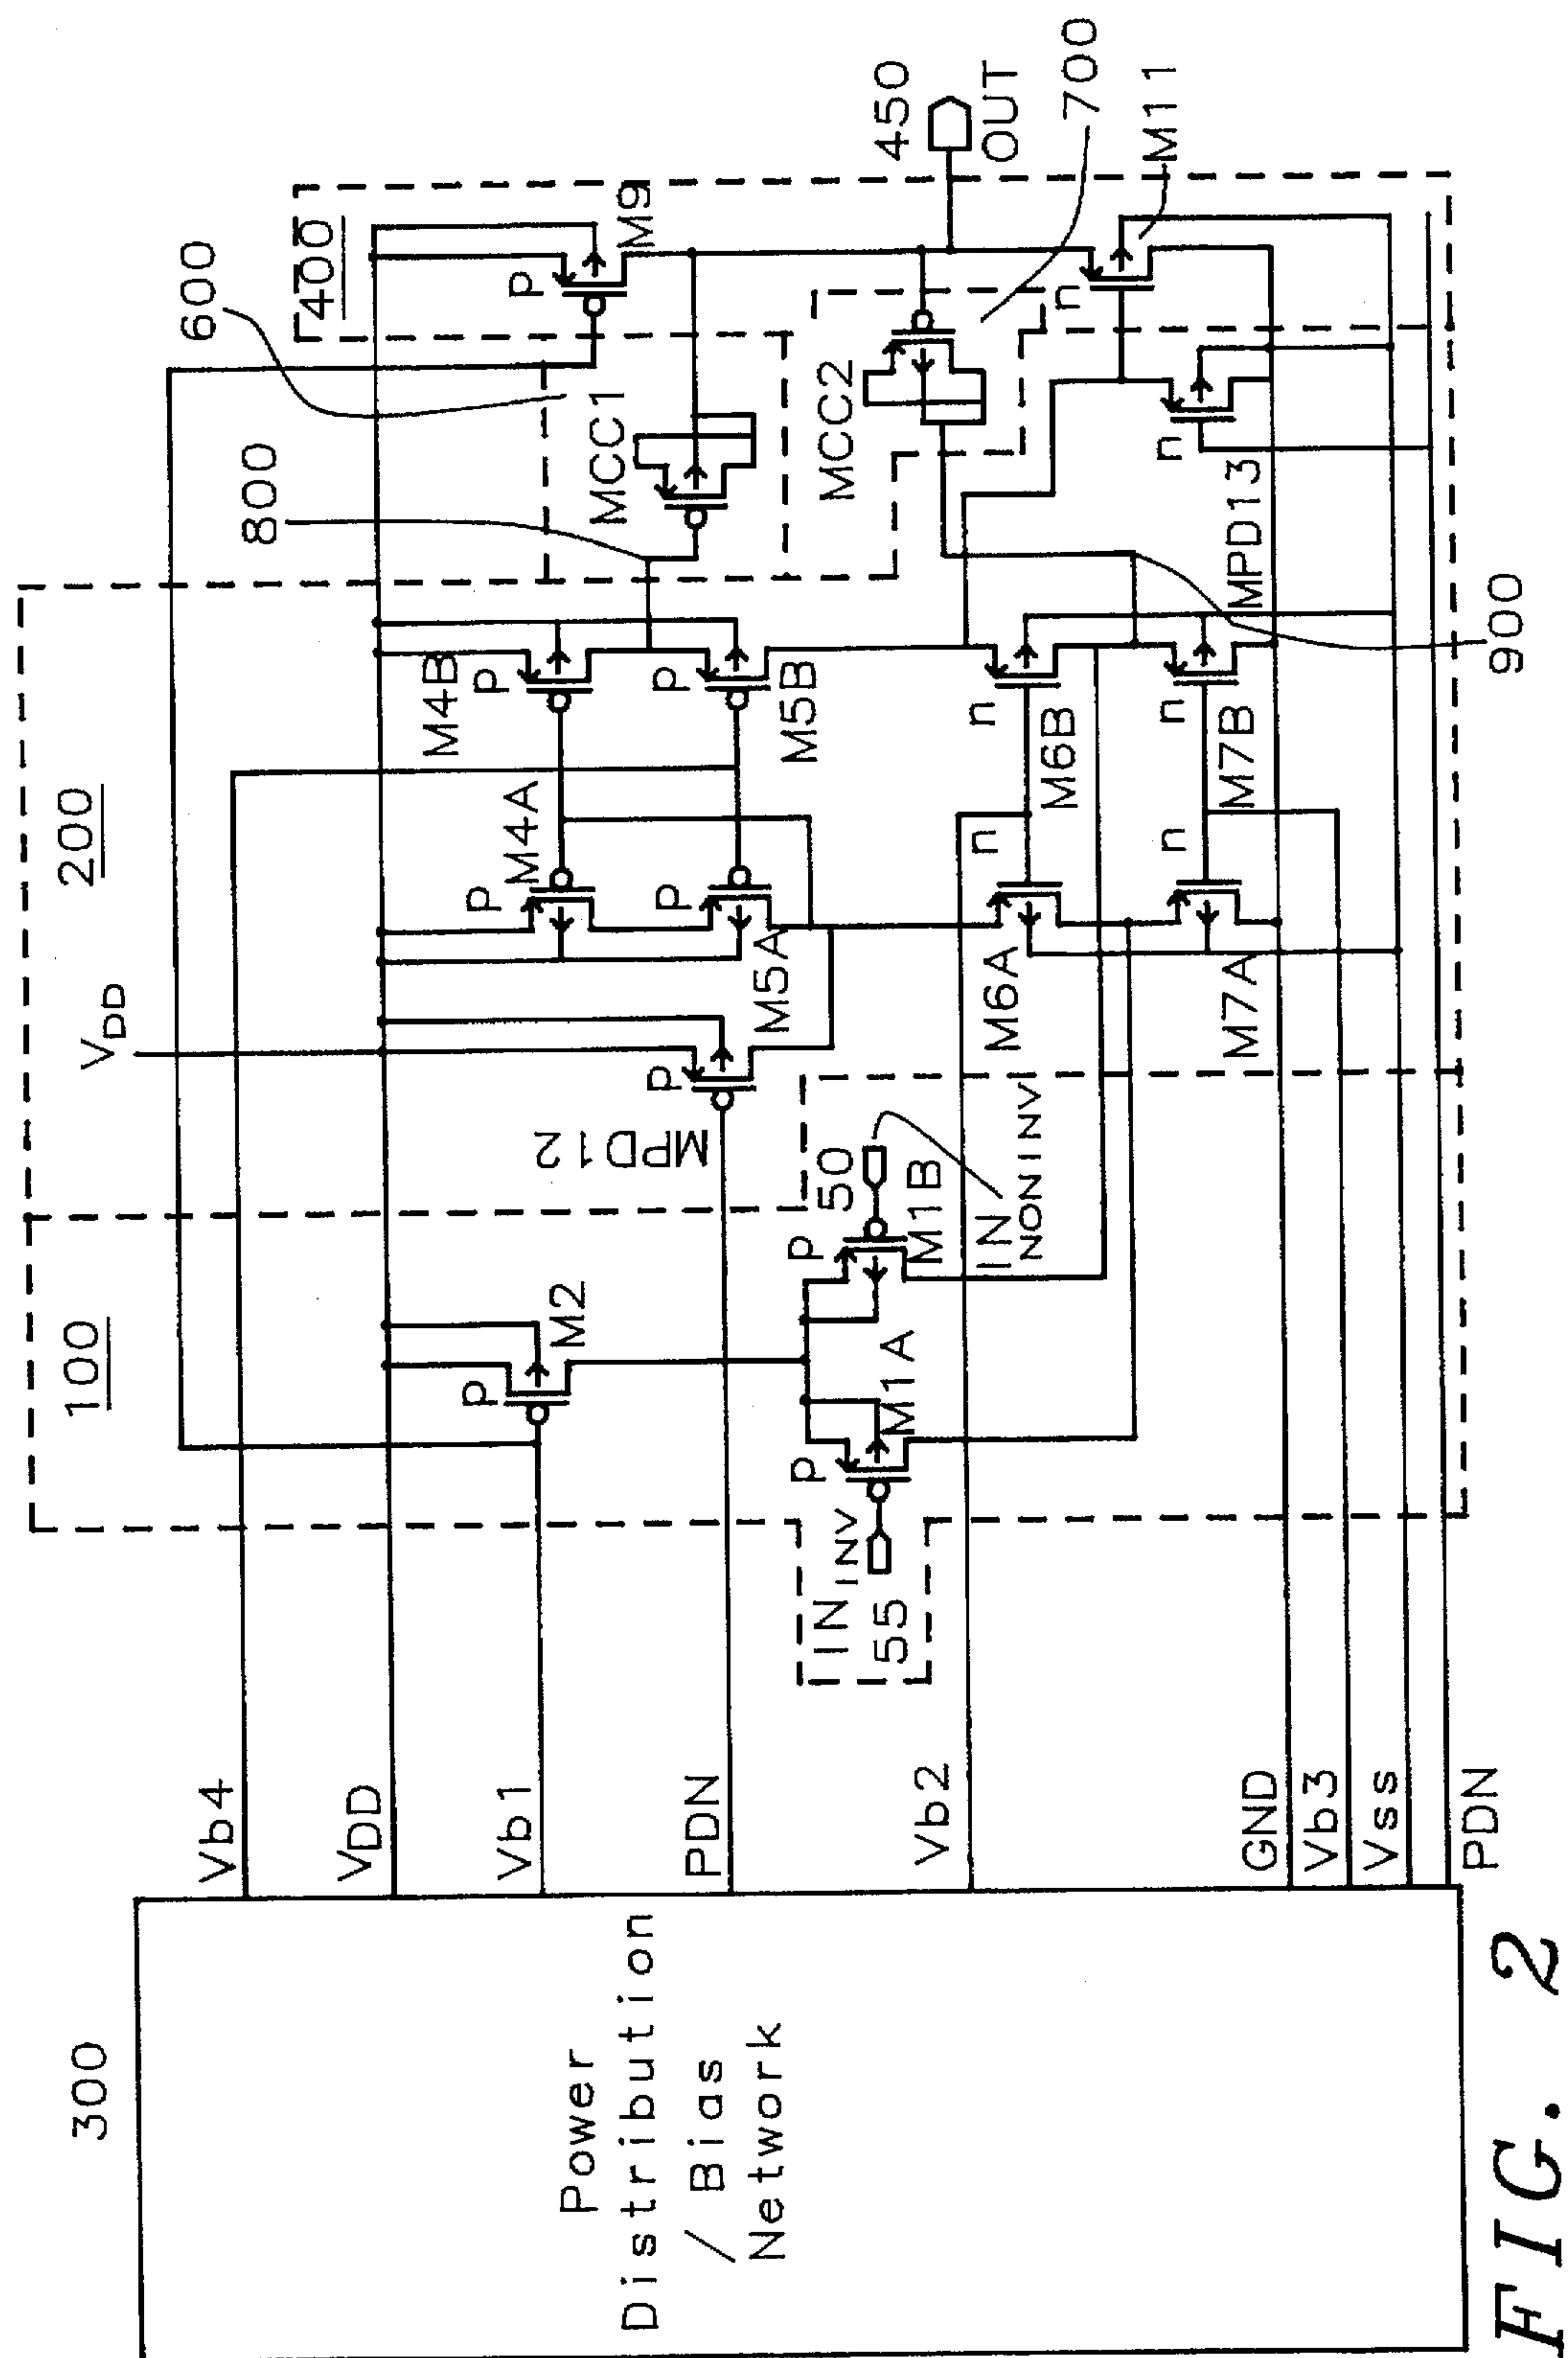 300
Power
Distribution
/ Bias
Network
Vb4
VDD
Vb1
PDN
Vb2
GND
Vb3
Vss
PDN
100
p
M2
p
M1A
p
M1B
IN INV
55
50
IN NONINV
200
VDD
p
MPD12
p
M4A
p
M5A
p
M4B
p
M5B
n
M6A
n
M7A
n
M6B
n
M7B
800
600
MCC1
MCC2
900
n
MPD13
400
p
M9
n
M11
700
450
OUT
FIG. 2